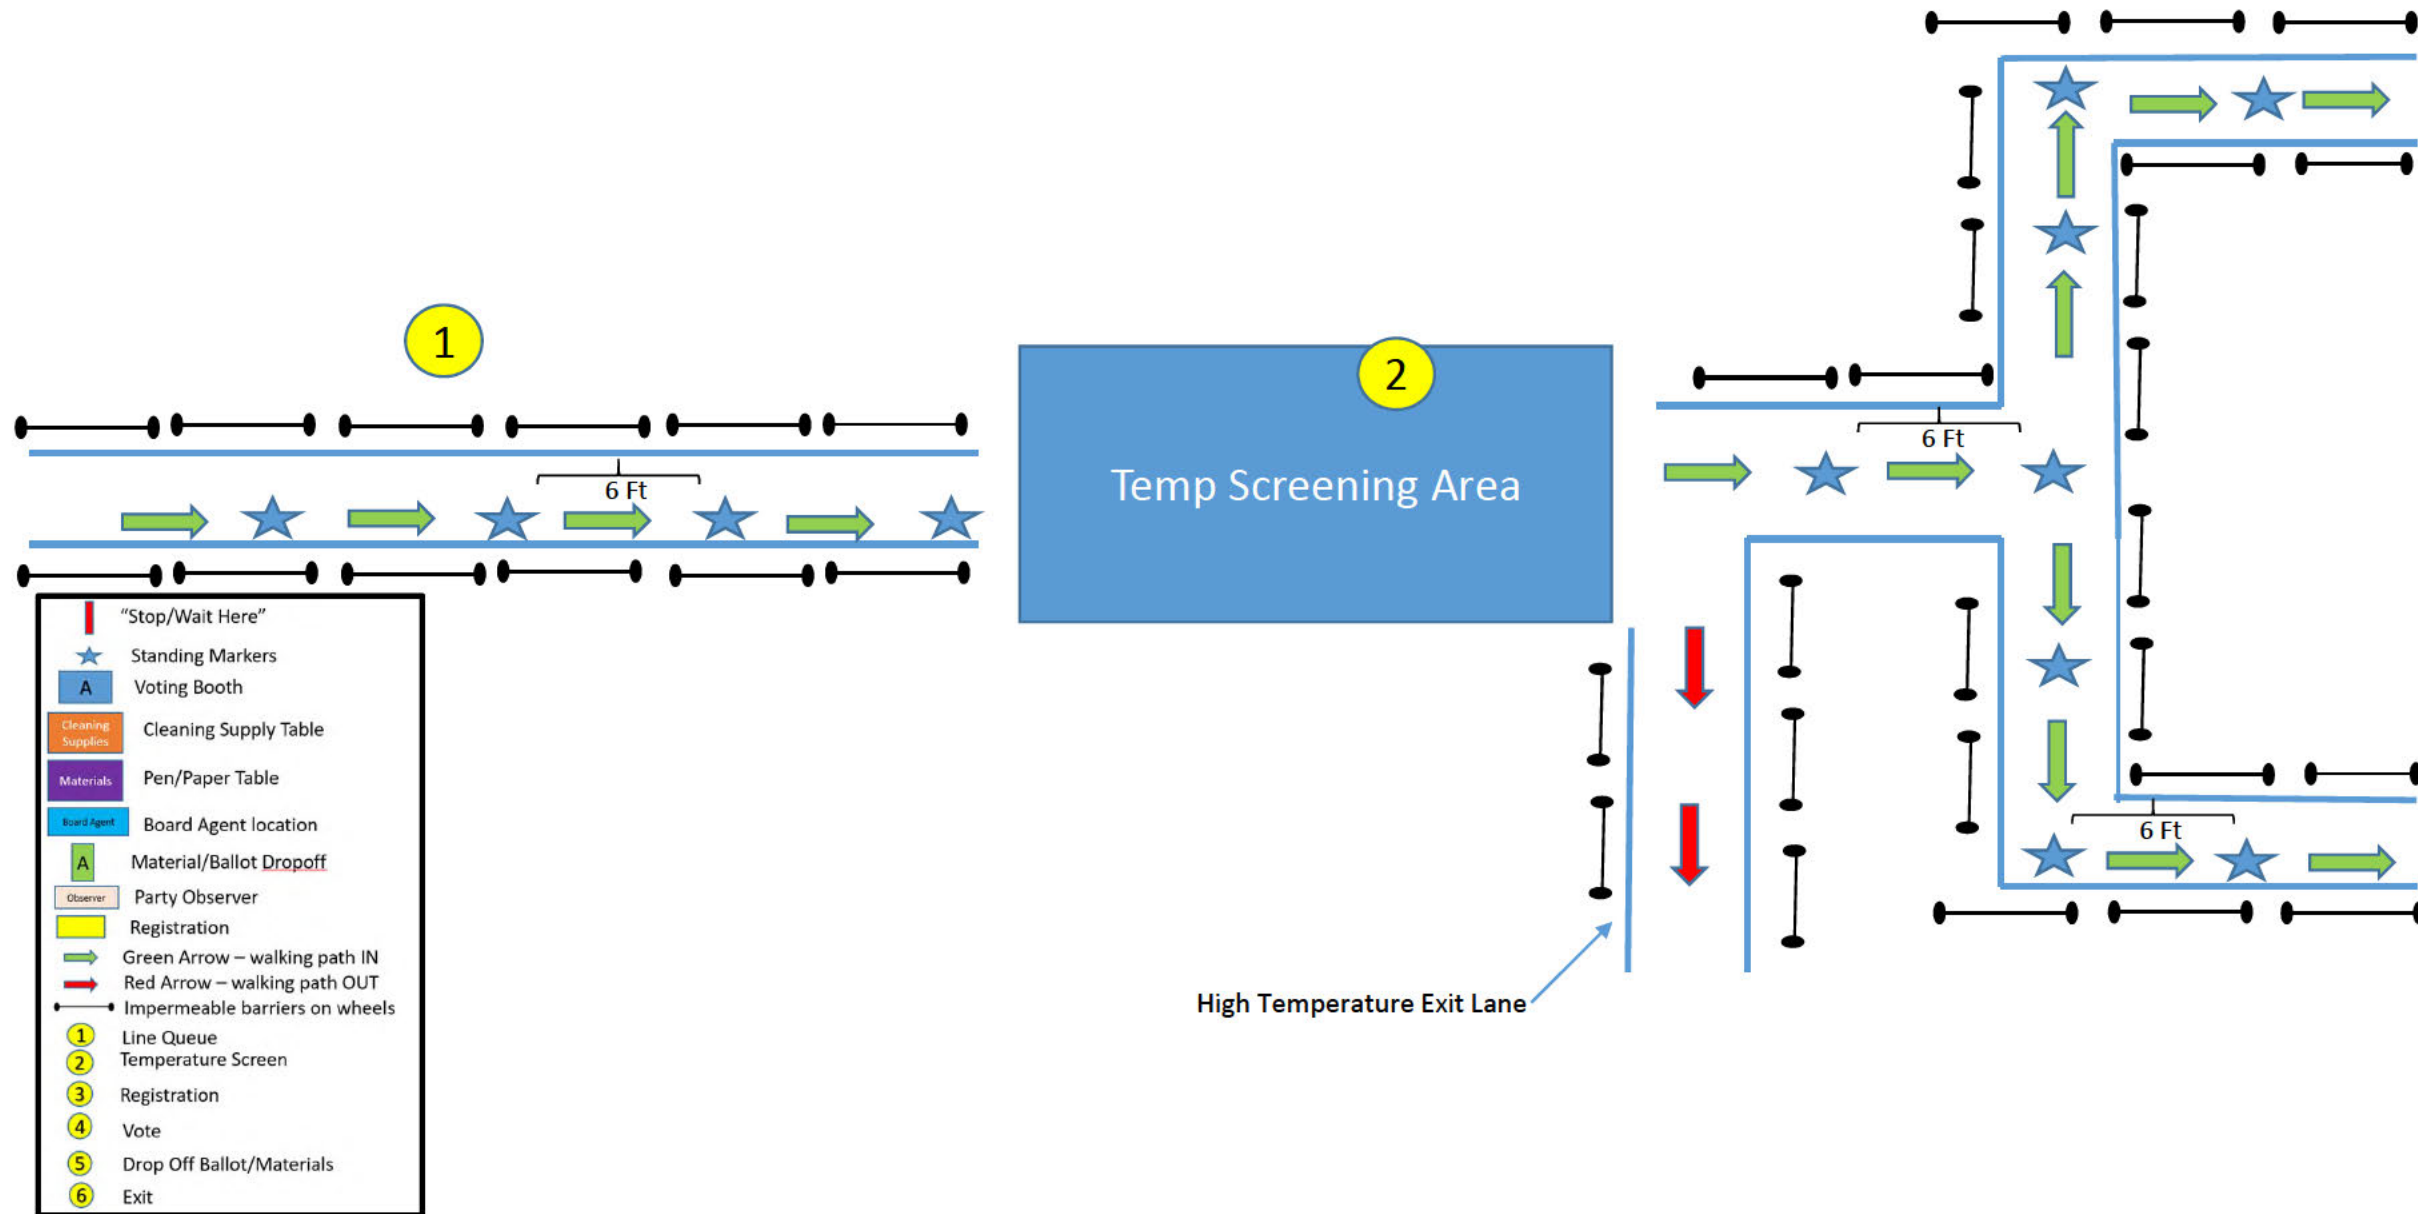 1
6 Ft
2
Temp Screening Area
6 Ft
6 Ft
High Temperature Exit Lane
“Stop/Wait Here”
Standing Markers
A
Voting Booth
Cleaning
Supplies
Cleaning Supply Table
Materials
Pen/Paper Table
Board Agent
Board Agent location
A
Material/Ballot Dropoff
Observer
Party Observer
Registration
Green Arrow – walking path IN
Red Arrow – walking path OUT
Impermeable barriers on wheels
1 Line Queue
2 Temperature Screen
3 Registration
4 Vote
5 Drop Off Ballot/Materials
6 Exit